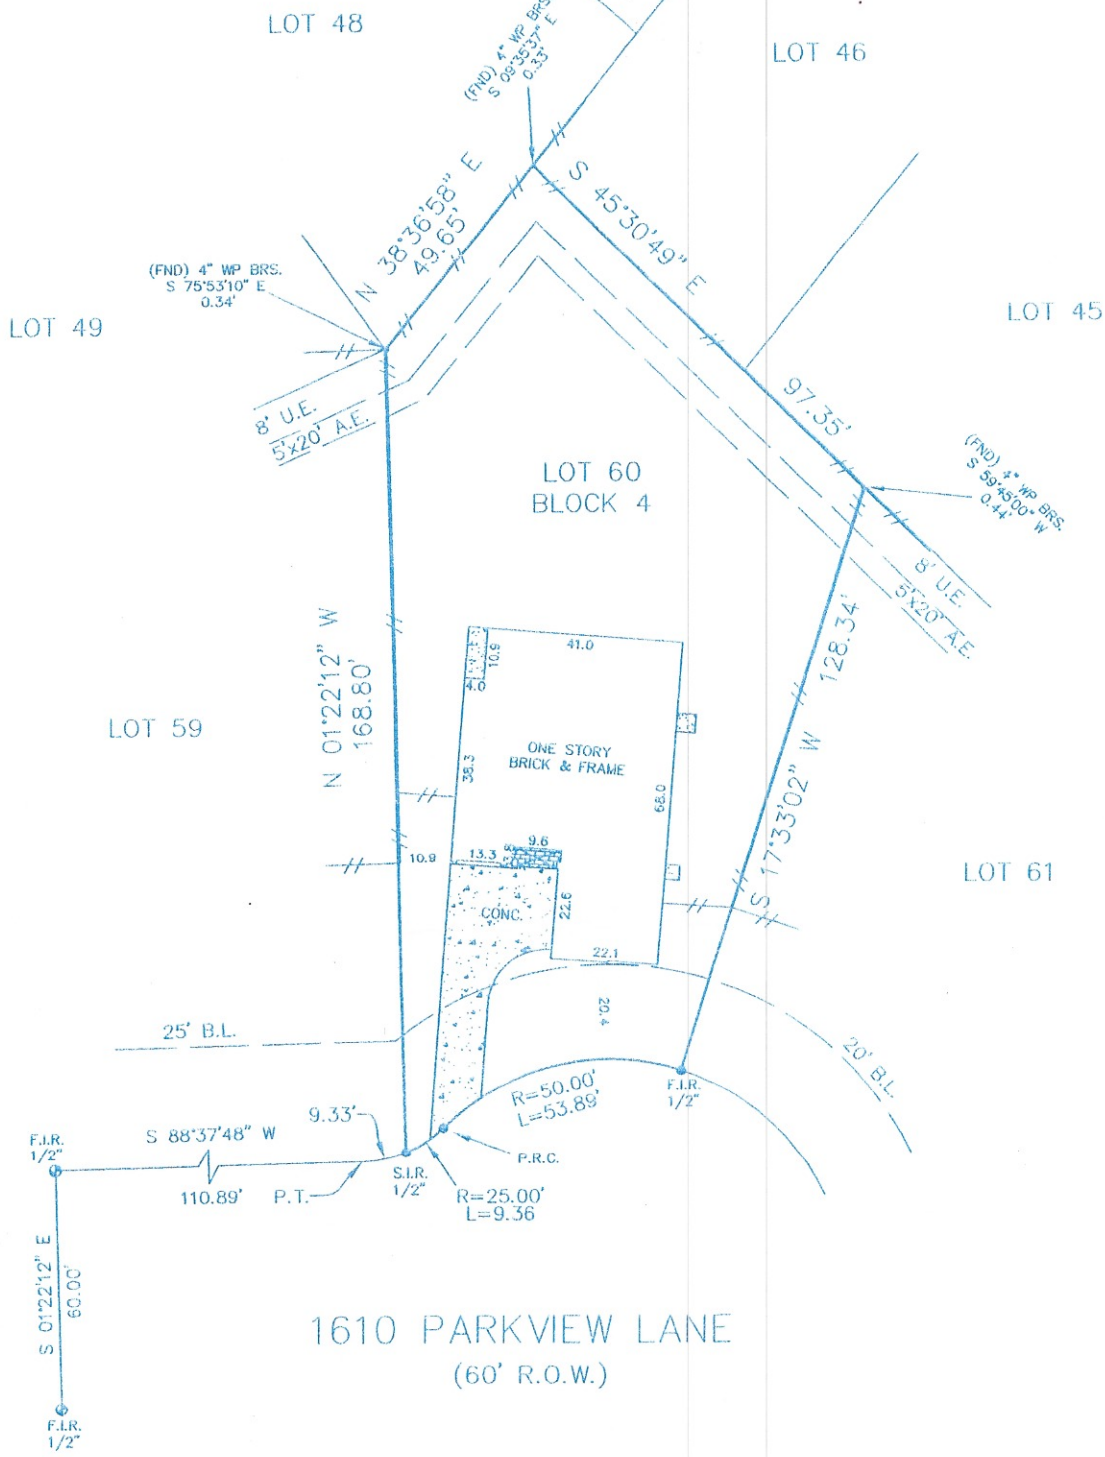 LOT 48
(FND) 4" WP BRS.
S 09°35'37" E
0.33'
LOT 46
N 38°36'58" E
49.65'
S 45°30'49" E
97.35'
(FND) 4" WP BRS.
S 75°53'10" E
0.34'
LOT 49
LOT 45
8' U.E.
5'x20' A.E.
LOT 60
BLOCK 4
(FND) 4" WP BRS.
S 59°45'00" W
0.44'
8' U.E.
5'x20' A.E.
N 01°22'12" W
168.80'
41.0
10.9
4.0
S 17°33'02" W 128.34'
LOT 59
ONE STORY
BRICK & FRAME
38.3
68.0
9.6
10.9
13.3
LOT 61
CONC.
22.6
22.1
20.4
25' B.L.
20' B.L.
R=50.00'
L=53.89'
F.I.R.
1/2"
9.33'
F.I.R.
1/2"
S 88°37'48" W
110.89'
P.T.
S.I.R.
1/2"
P.R.C.
R=25.00'
L=9.36
S 01°22'12" E
60.00'
1610 PARKVIEW LANE
(60' R.O.W.)
F.I.R.
1/2"